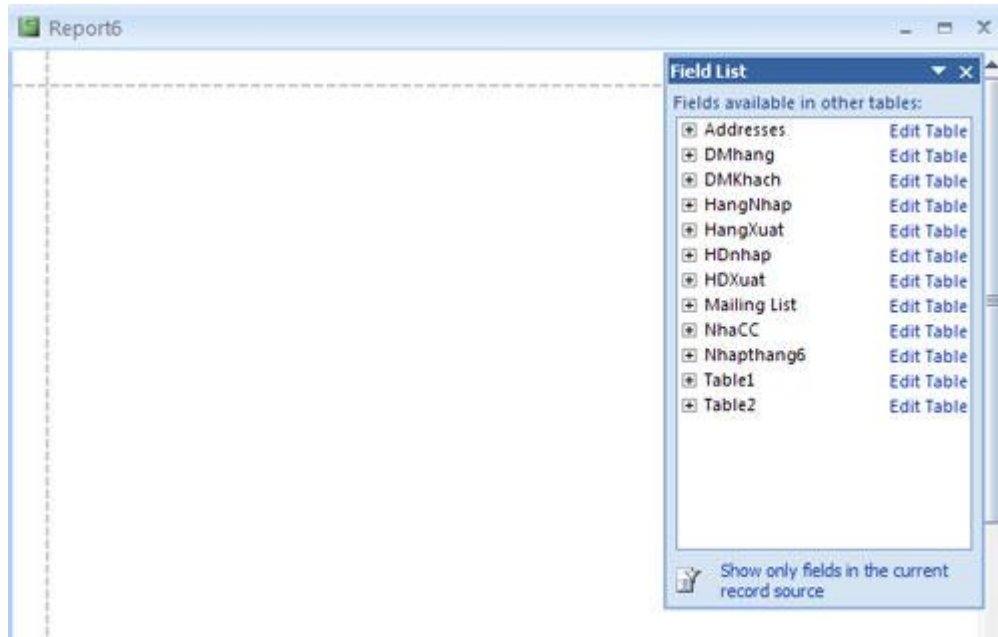 Report6
Field List
Fields available in other tables:
Addresses Edit Table
DMhang Edit Table
DMKhach Edit Table
HangNhap Edit Table
HangXuat Edit Table
HDnhap Edit Table
HDXuat Edit Table
Mailing List Edit Table
NhaCC Edit Table
Nhapthang6 Edit Table
Table1 Edit Table
Table2 Edit Table
Show only fields in the current
record source